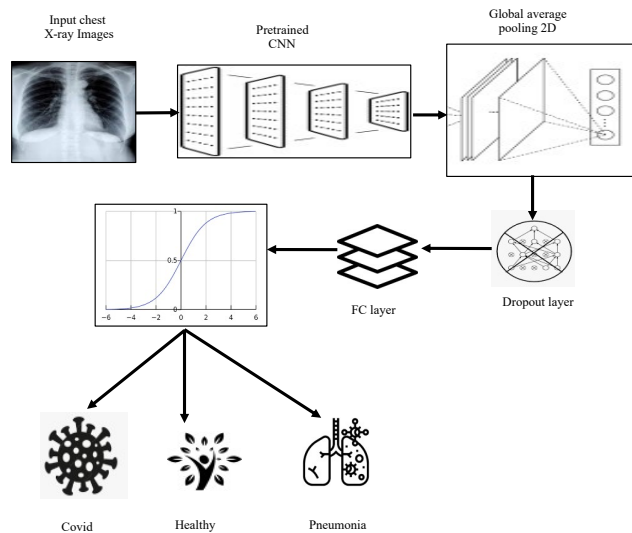 Input chest
X-ray Images
Pretrained
CNN
Global average
pooling 2D
1
0.5
0
−6 −4 −2 0 2 4 6
FC layer
Dropout layer
Covid
Healthy
Pneumonia